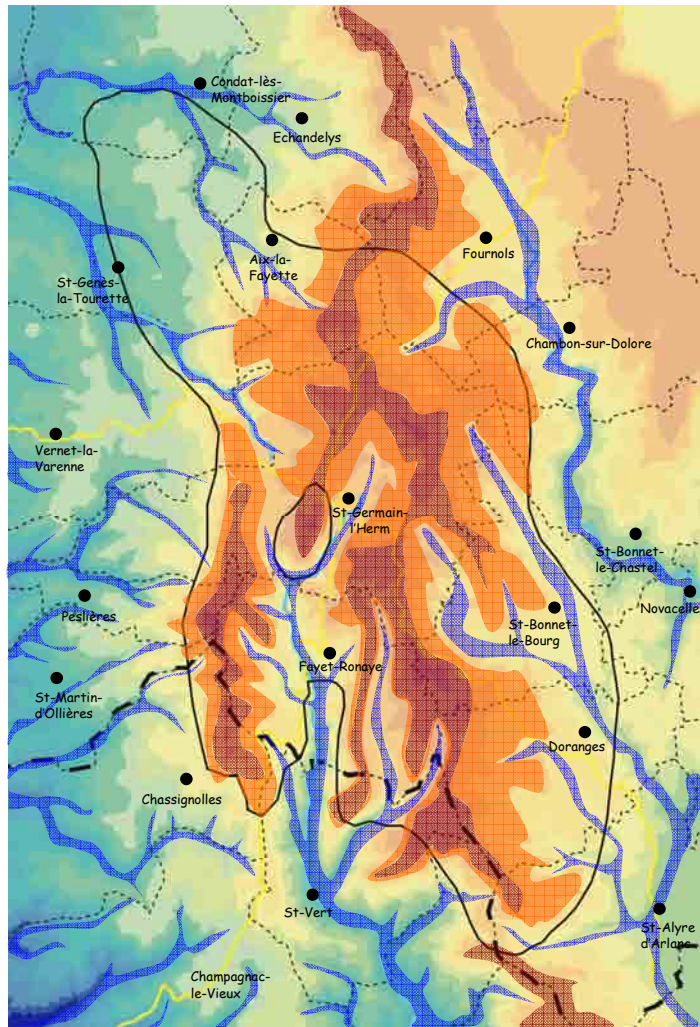 Condat-lès-
Montboissier
Echandelys
Aix-la-
Fayette
Fournols
St-Genès-
la-Tourette
Chambon-sur-Dolore
Vernet-la-
Varenne
St-Germain-
l'Herm
St-Bonnet-
le-Chastel
Novacelle
Peslières
St-Bonnet-
le-Bourg
Fayet-Ronaye
St-Martin-
d'Ollières
Doranges
Chassignolles
St-Vert
St-Alyre
d'Arlanc
Champagnac-
le-Vieux